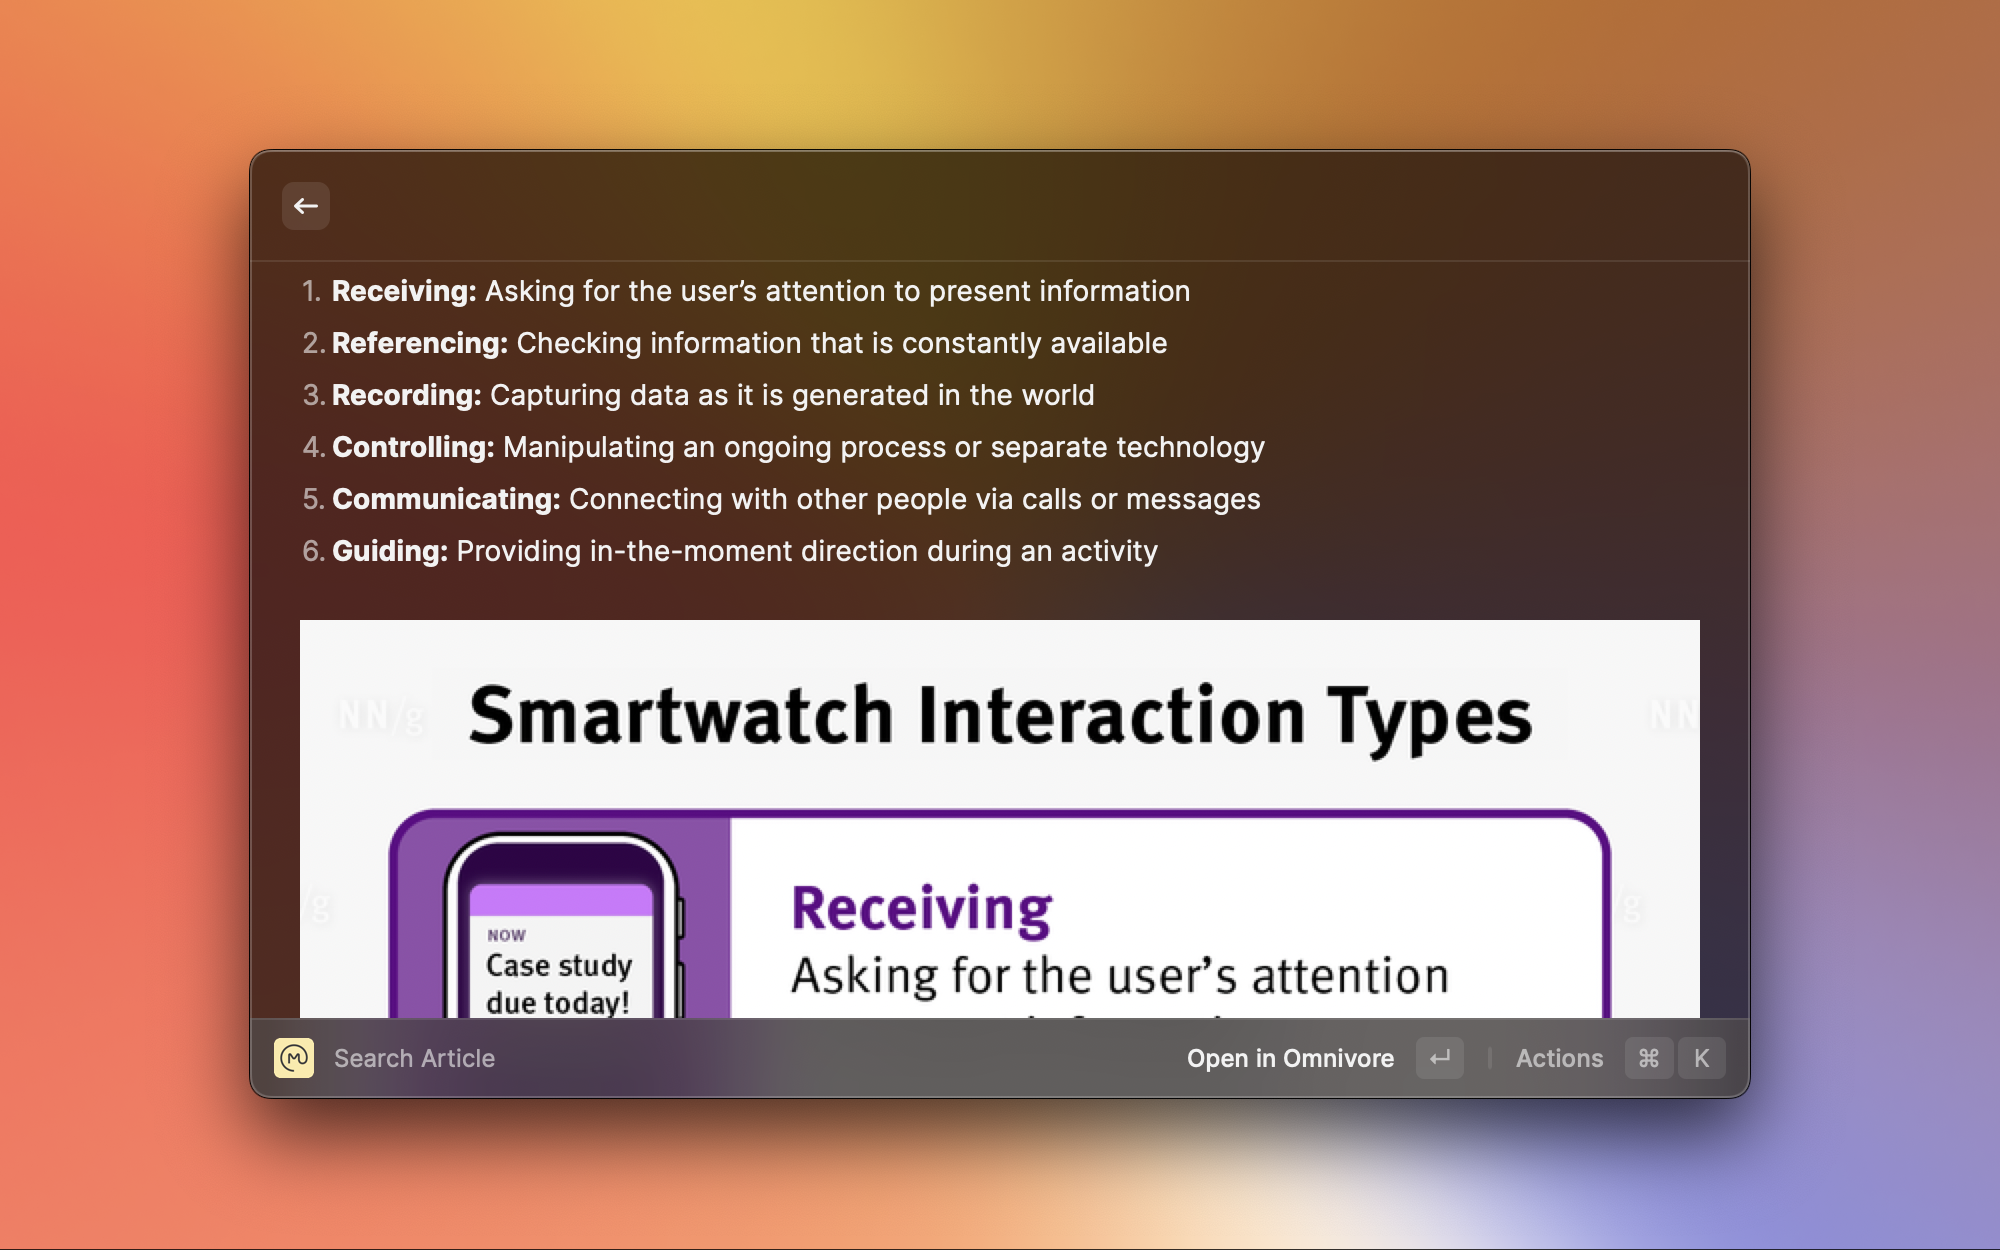 1. Receiving: Asking for the user’s attention to present information
2. Referencing: Checking information that is constantly available
3. Recording: Capturing data as it is generated in the world
4. Controlling: Manipulating an ongoing process or separate technology
5. Communicating: Connecting with other people via calls or messages
6. Guiding: Providing in-the-moment direction during an activity
NN/g
Smartwatch Interaction Types
NN
/g
NOW
Case study
due today!
Receiving
Asking for the user’s attention
/g
Search Article
Open in Omnivore
Actions
⌘ K